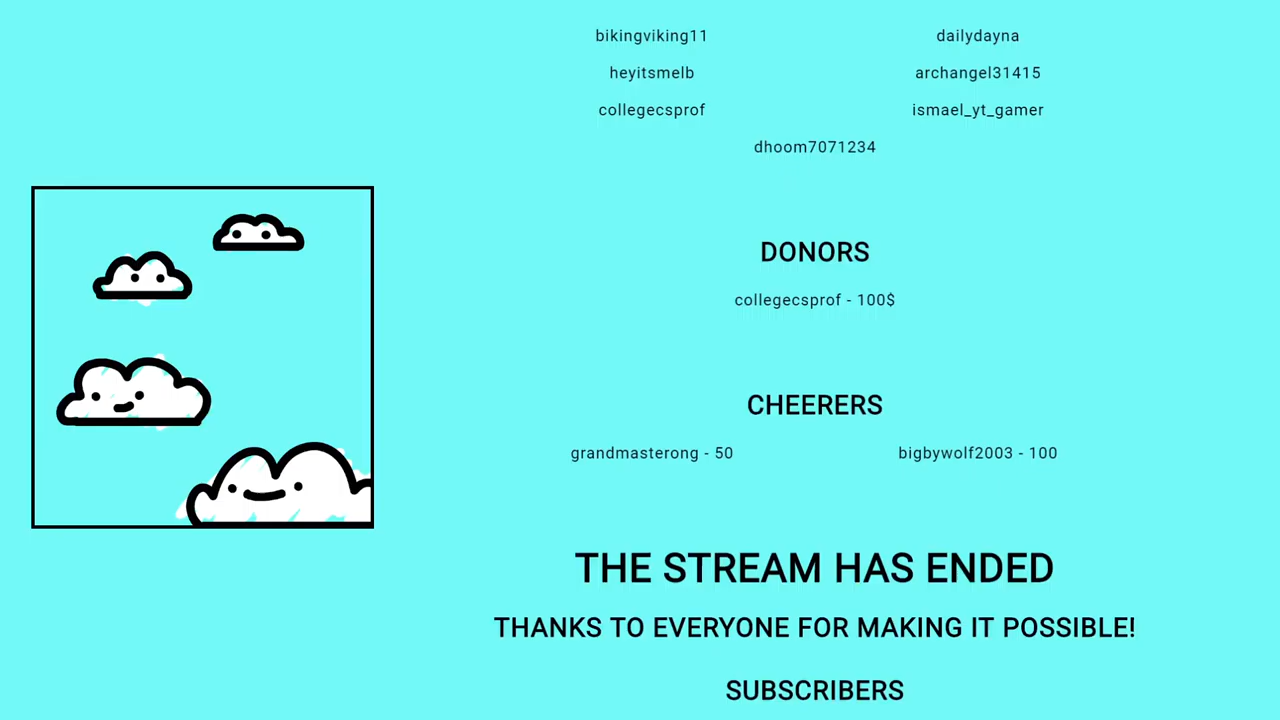 bikingviking11 dailydayna
heyitsmelb archangel31415
collegecsprof ismael_yt_gamer
dhoom7071234
DONORS
collegecsprof - 100$
CHEERERS
grandmasterong - 50 bigbywolf2003 - 100
THE STREAM HAS ENDED
THANKS TO EVERYONE FOR MAKING IT POSSIBLE!
SUBSCRIBERS